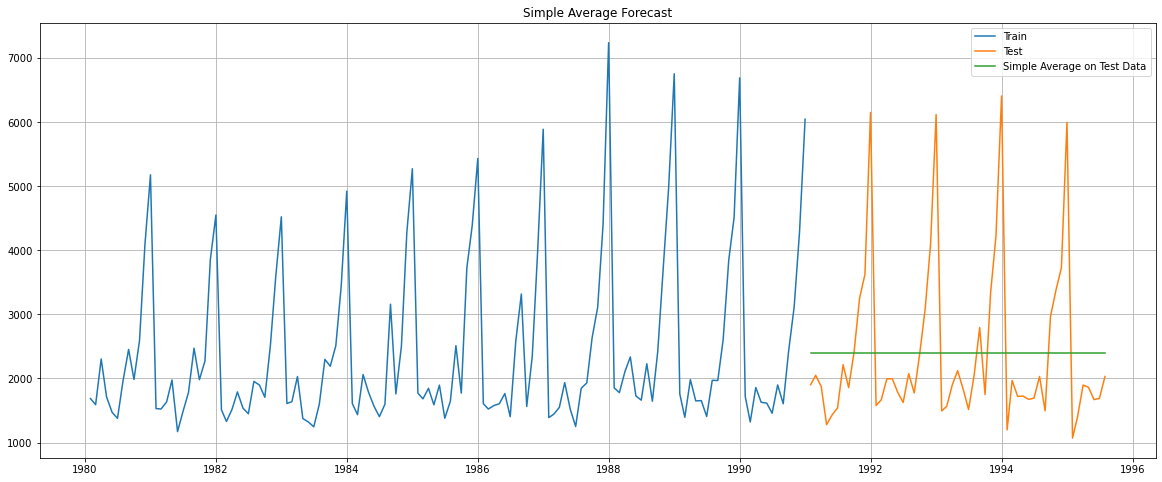 Simple Average Forecast
Train
Test
Simple Average on Test Data
7000
6000
5000
4000
3000
2000
1000
1980 1982 1984 1986 1988 1990 1992 1994 1996